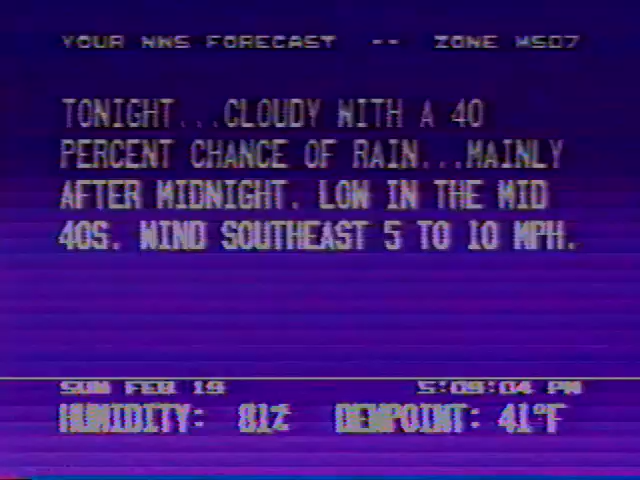 YOUR NWS FORECAST -- ZONE MS07
TONIGHT...CLOUDY WITH A 40
PERCENT CHANCE OF RAIN...MAINLY
AFTER MIDNIGHT. LOW IN THE MID
40S. WIND SOUTHEAST 5 TO 10 MPH.
SUN FEB 19 5:09:04 PM
HUMIDITY: 81% DEWPOINT: 41°F